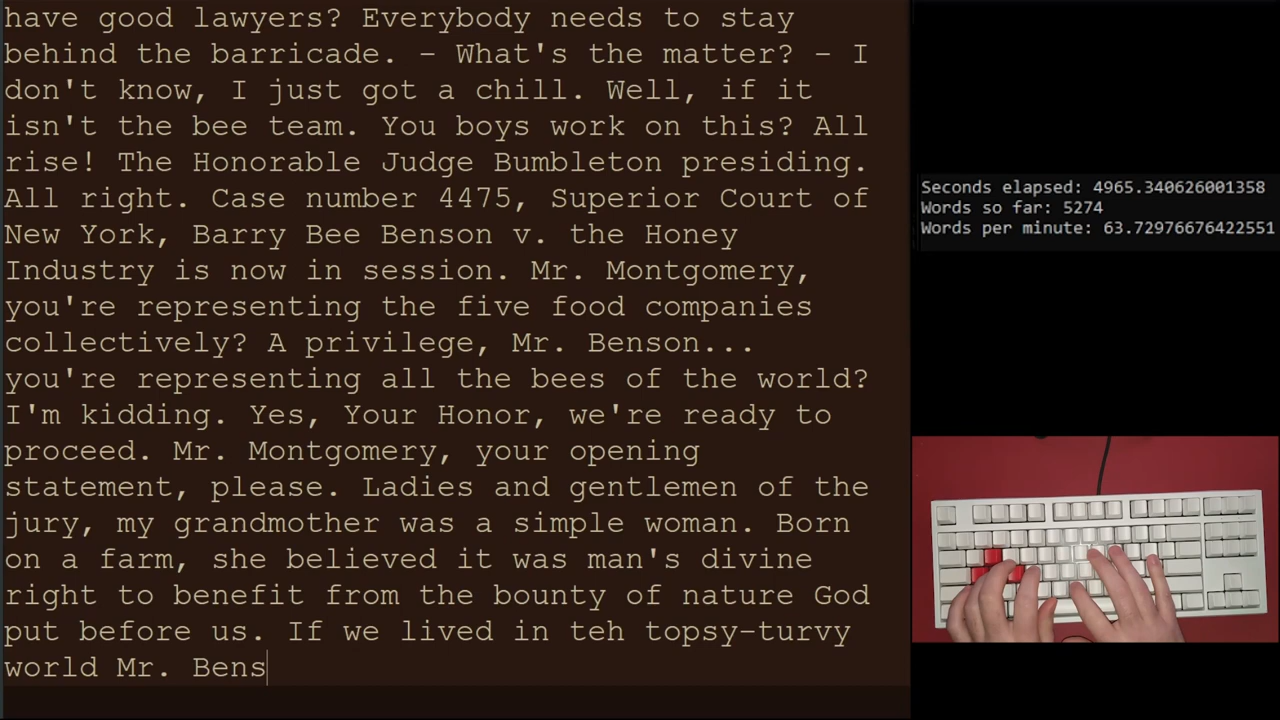 have good lawyers? Everybody needs to stay
behind the barricade. - What's the matter? - I
don't know, I just got a chill. Well, if it
isn't the bee team. You boys work on this? All
rise! The Honorable Judge Bumbleton presiding.
All right. Case number 4475, Superior Court of
New York, Barry Bee Benson v. the Honey
Industry is now in session. Mr. Montgomery,
you're representing the five food companies
collectively? A privilege, Mr. Benson...
you're representing all the bees of the world?
I'm kidding. Yes, Your Honor, we're ready to
proceed. Mr. Montgomery, your opening
statement, please. Ladies and gentlemen of the
jury, my grandmother was a simple woman. Born
on a farm, she believed it was man's divine
right to benefit from the bounty of nature God
put before us. If we lived in teh topsy-turvy
world Mr. Bens
Seconds elapsed: 4965.340626001358
Words so far: 5274
Words per minute: 63.72976676422551